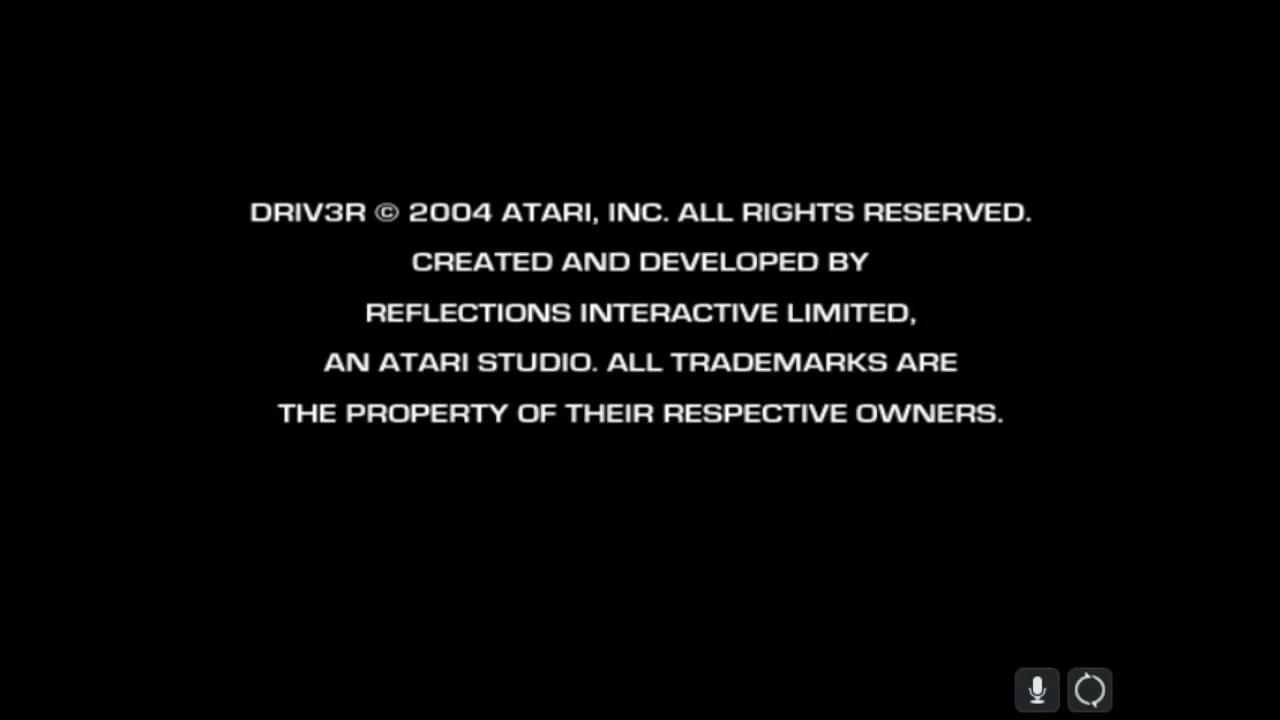 DRIV3R © 2004 ATARI, INC. ALL RIGHTS RESERVED.
CREATED AND DEVELOPED BY
REFLECTIONS INTERACTIVE LIMITED,
AN ATARI STUDIO. ALL TRADEMARKS ARE
THE PROPERTY OF THEIR RESPECTIVE OWNERS.